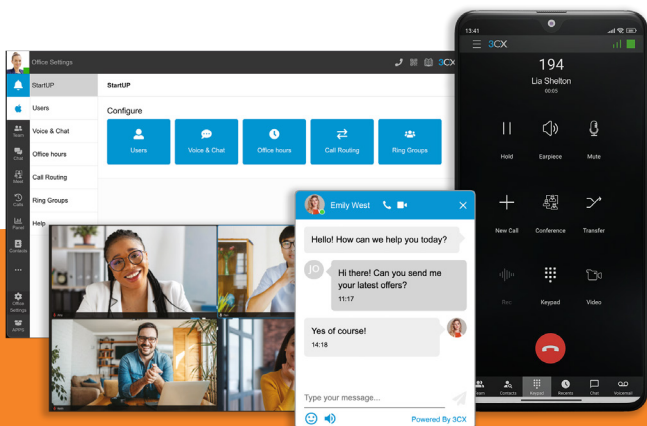 Office Settings
3CX
StartUP
Users
Voice & Chat
Office hours
Call Routing
Ring Groups
Help
Team
Chat
Meet
Calls
Panel
Contacts
...
Office
Settings
StartUP
Configure
Users
Voice & Chat
Office hours
Call Routing
Ring Groups
Emily West
Hello! How can we help you today?
JO
Hi there! Can you send me
your latest offers?
11:17
Yes of course!
14:18
Type your message...
Powered By 3CX
13:41
3CX
194
Lia Shelton
00:05
Hold
Earpiece
Mute
New Call
Conference
Transfer
Rec
Keypad
Video
Team
Contacts
Keypad
Recents
Chat
Voicemail